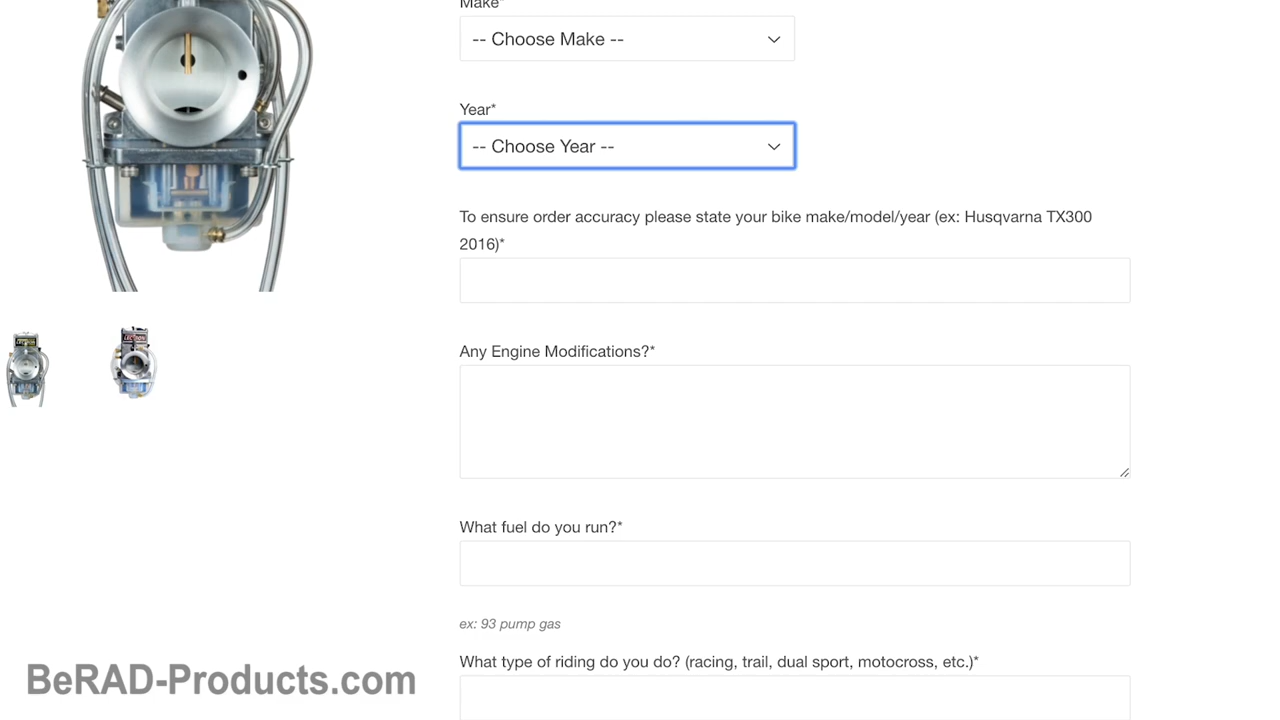 Make*
-- Choose Make --
Year*
-- Choose Year --
To ensure order accuracy please state your bike make/model/year (ex: Husqvarna TX300
2016)*
Any Engine Modifications?*
What fuel do you run?*
ex: 93 pump gas
What type of riding do you do? (racing, trail, dual sport, motocross, etc.)*
BeRAD-Products.com